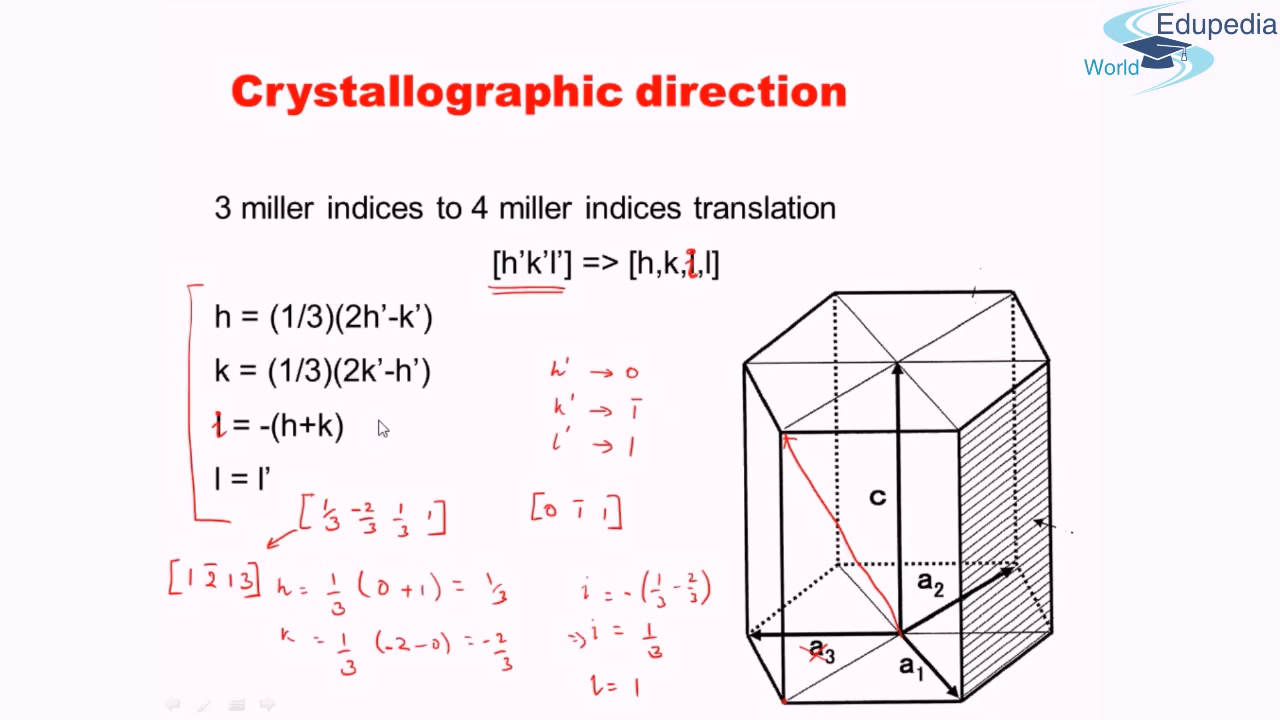 Edupedia
World
Crystallographic direction
3 miller indices to 4 miller indices translation
[h’k’l’] => [h,k,i,l]
h = (1/3)(2h’-k’)
k = (1/3)(2k’-h’)
i = -(h+k)
l = l’
h' → 0
k' → 1̄
l' → 1
[1/3 -2/3 1/3 1]
[0 1̄ 1]
[1 2̄ 1 3]
h = 1/3 (0+1) = 1/3
k = 1/3 (-2-0) = -2/3
i = -(1/3 - 2/3)
⇒ i = 1/3
l = 1
c
a2
a3
a1